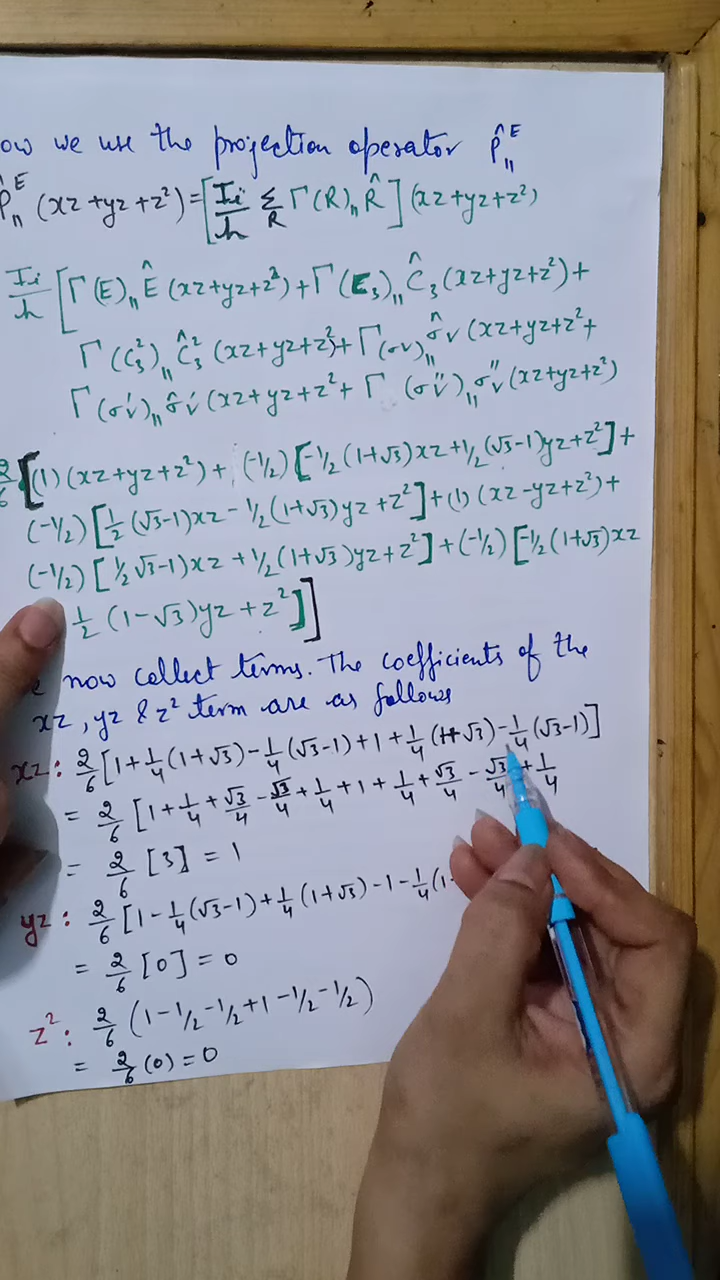 ow we use the projection operator P̂₁₁ᴱ
P̂₁₁ᴱ (xz+yz+z²) = [Ii/h Σ_R Γ(R)₁₁ R̂] (xz+yz+z²)
Ii/h [Γ(E)₁₁ Ê (xz+yz+z²) + Γ(E₃)₁₁ Ĉ₃ (xz+yz+z²) +
Γ(C₃²)₁₁ Ĉ₃² (xz+yz+z²) + Γ(σv)₁₁ σ̂v (xz+yz+z² +
Γ(σv')₁₁ σ̂v' (xz+yz+z² + Γ (σv'')₁₁ σ̂v'' (xz+yz+z²)
2/6 [(1) (xz+yz+z²) + (-1/2) [-1/2 (1+√3) xz + 1/2 (√3-1) yz + z²] +
(-1/2) [1/2 (√3-1) xz - 1/2 (1+√3) yz + z²] + (1) (xz-yz+z²) +
(-1/2) [1/2 √3-1) xz + 1/2 (1+√3) yz + z²] + (-1/2) [-1/2 (1+√3) xz
1/2 (1-√3) yz + z²]]
now collect terms. The coefficients of the
xz, yz & z² term are as follows
xz: 2/6 [1 + 1/4 (1+√3) - 1/4 (√3-1) + 1 + 1/4 (1+√3) - 1/4 (√3-1)]
= 2/6 [1 + 1/4 + √3/4 - √3/4 + 1/4 + 1 + 1/4 + √3/4 - √3/4 + 1/4
= 2/6 [3] = 1
yz: 2/6 [1 - 1/4 (√3-1) + 1/4 (1+√3) - 1 - 1/4 (1-
= 2/6 [0] = 0
z²: 2/6 (1 - 1/2 - 1/2 + 1 - 1/2 - 1/2)
= 2/6 (0) = 0